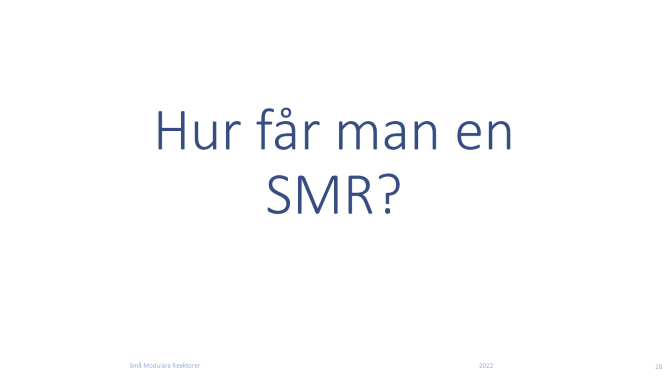 Hur får man en
SMR?
Små Modulära Reaktorer
2022
28